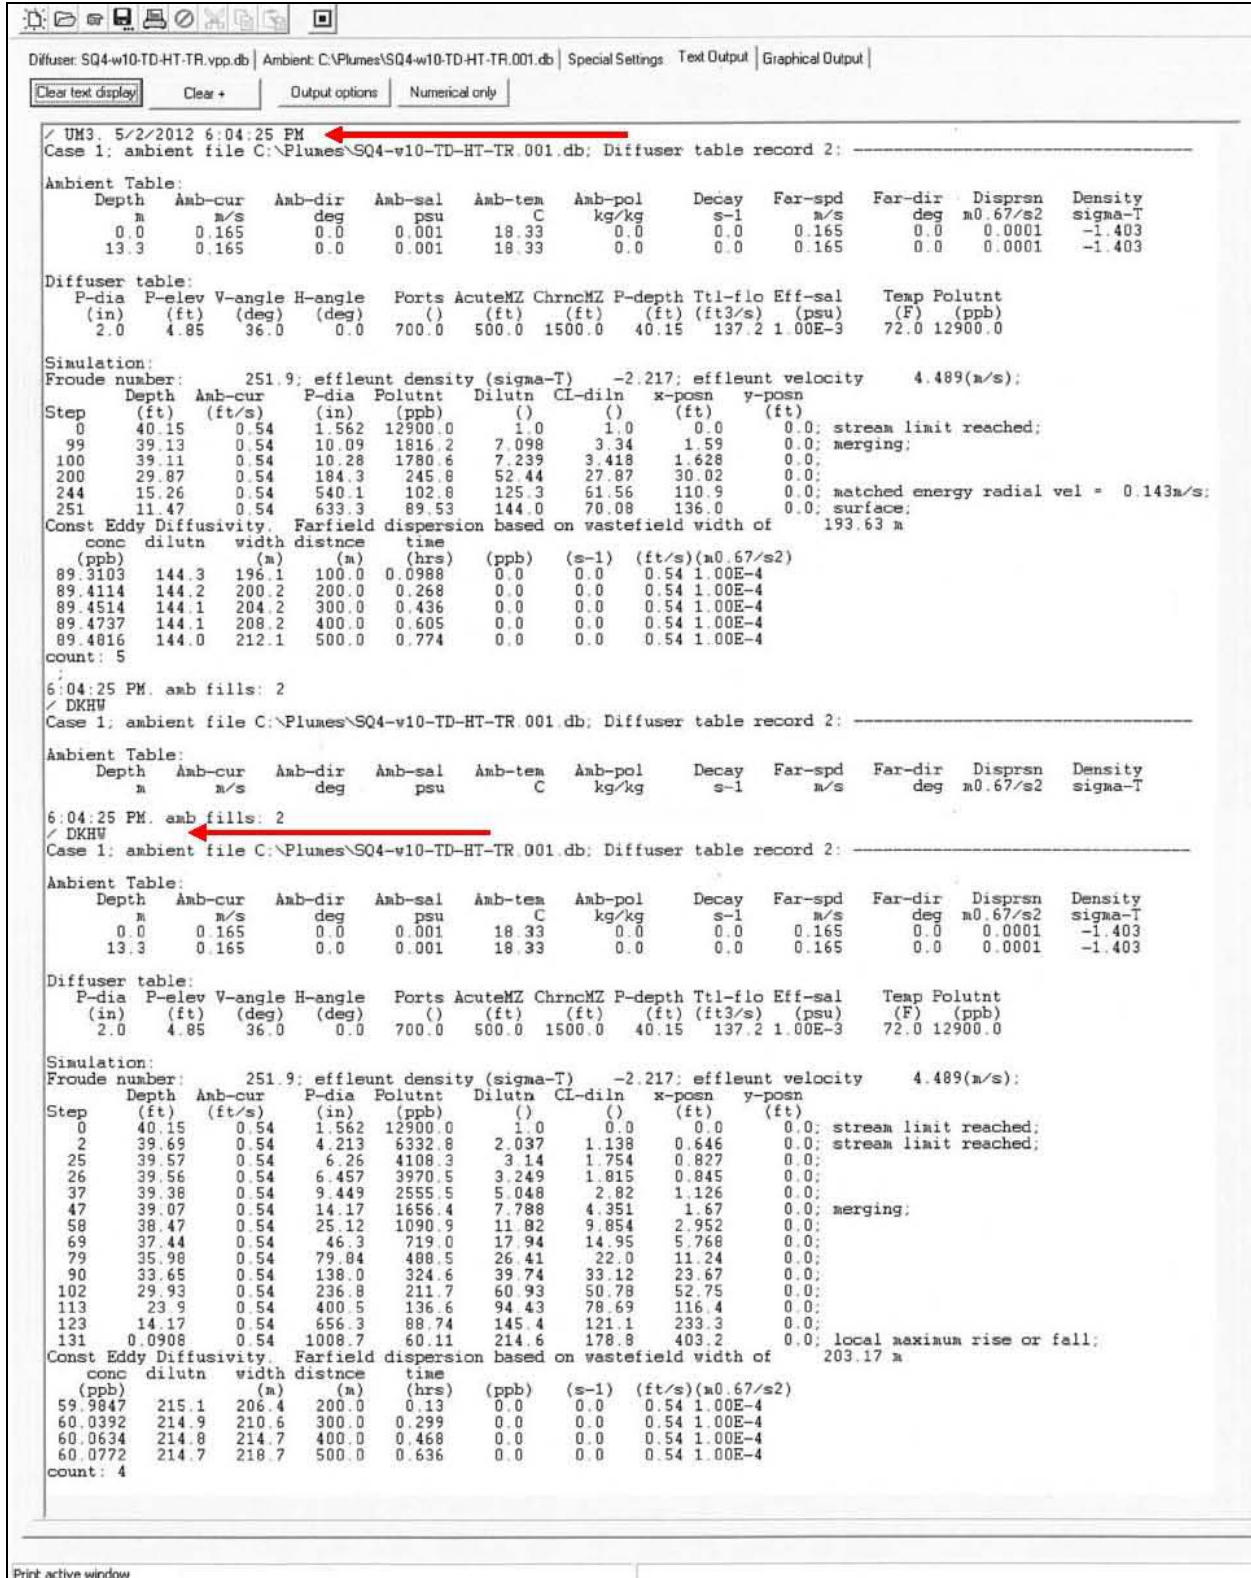 Diffuser: SQ4-w10-TD-HT-TR.vpp.db | Ambient: C:\Plumes\SQ4-w10-TD-HT-TR.001.db | Special Settings | Text Output | Graphical Output |
Clear text display Clear + Output options Numerical only
/ UM3. 5/2/2012 6:04:25 PM
Case 1; ambient file C:\Plumes\SQ4-w10-TD-HT-TR.001.db; Diffuser table record 2: ----------------------------------
Ambient Table:
Depth Amb-cur Amb-dir Amb-sal Amb-tem Amb-pol Decay Far-spd Far-dir Disprsn Density
m m/s deg psu C kg/kg s-1 m/s deg m0.67/s2 sigma-T
0.0 0.165 0.0 0.001 18.33 0.0 0.0 0.165 0.0 0.0001 -1.403
13.3 0.165 0.0 0.001 18.33 0.0 0.0 0.165 0.0 0.0001 -1.403
Diffuser table:
P-dia P-elev V-angle H-angle Ports AcuteMZ ChrncMZ P-depth Ttl-flo Eff-sal Temp Polutnt
(in) (ft) (deg) (deg) () (ft) (ft) (ft) (ft3/s) (psu) (F) (ppb)
2.0 4.85 36.0 0.0 700.0 500.0 1500.0 40.15 137.2 1.00E-3 72.0 12900.0
Simulation:
Froude number: 251.9; effleunt density (sigma-T) -2.217; effleunt velocity 4.489(m/s);
Depth Amb-cur P-dia Polutnt Dilutn CL-diln x-posn y-posn
Step (ft) (ft/s) (in) (ppb) () () (ft) (ft)
0 40.15 0.54 1.562 12900.0 1.0 1.0 0.0 0.0; stream limit reached;
99 39.13 0.54 10.09 1816.2 7.098 3.34 1.59 0.0; merging;
100 39.11 0.54 10.28 1780.6 7.239 3.418 1.628 0.0;
200 29.87 0.54 184.3 245.8 52.44 27.87 30.02 0.0;
244 15.26 0.54 540.1 102.8 125.3 61.56 110.9 0.0; matched energy radial vel = 0.143m/s;
251 11.47 0.54 633.3 89.53 144.0 70.08 136.0 0.0; surface;
Const Eddy Diffusivity. Farfield dispersion based on wastefield width of 193.63 m
conc dilutn width distnce time
(ppb) (m) (m) (hrs) (ppb) (s-1) (ft/s)(m0.67/s2)
89.3103 144.3 196.1 100.0 0.0988 0.0 0.0 0.54 1.00E-4
89.4114 144.2 200.2 200.0 0.268 0.0 0.0 0.54 1.00E-4
89.4514 144.1 204.2 300.0 0.436 0.0 0.0 0.54 1.00E-4
89.4737 144.1 208.2 400.0 0.605 0.0 0.0 0.54 1.00E-4
89.4816 144.0 212.1 500.0 0.774 0.0 0.0 0.54 1.00E-4
count: 5
;
6:04:25 PM. amb fills: 2
/ DKHW
Case 1; ambient file C:\Plumes\SQ4-w10-TD-HT-TR.001.db; Diffuser table record 2: ----------------------------------
Ambient Table:
Depth Amb-cur Amb-dir Amb-sal Amb-tem Amb-pol Decay Far-spd Far-dir Disprsn Density
m m/s deg psu C kg/kg s-1 m/s deg m0.67/s2 sigma-T
6:04:25 PM. amb fills: 2
/ DKHW
Case 1; ambient file C:\Plumes\SQ4-w10-TD-HT-TR.001.db; Diffuser table record 2: ----------------------------------
Ambient Table:
Depth Amb-cur Amb-dir Amb-sal Amb-tem Amb-pol Decay Far-spd Far-dir Disprsn Density
m m/s deg psu C kg/kg s-1 m/s deg m0.67/s2 sigma-T
0.0 0.165 0.0 0.001 18.33 0.0 0.0 0.165 0.0 0.0001 -1.403
13.3 0.165 0.0 0.001 18.33 0.0 0.0 0.165 0.0 0.0001 -1.403
Diffuser table:
P-dia P-elev V-angle H-angle Ports AcuteMZ ChrncMZ P-depth Ttl-flo Eff-sal Temp Polutnt
(in) (ft) (deg) (deg) () (ft) (ft) (ft) (ft3/s) (psu) (F) (ppb)
2.0 4.85 36.0 0.0 700.0 500.0 1500.0 40.15 137.2 1.00E-3 72.0 12900.0
Simulation:
Froude number: 251.9; effleunt density (sigma-T) -2.217; effleunt velocity 4.489(m/s);
Depth Amb-cur P-dia Polutnt Dilutn CL-diln x-posn y-posn
Step (ft) (ft/s) (in) (ppb) () () (ft) (ft)
0 40.15 0.54 1.562 12900.0 1.0 0.0 0.0 0.0; stream limit reached;
2 39.69 0.54 4.213 6332.8 2.037 1.138 0.646 0.0; stream limit reached;
25 39.57 0.54 6.26 4108.3 3.14 1.754 0.827 0.0;
26 39.56 0.54 6.457 3970.5 3.249 1.815 0.845 0.0;
37 39.38 0.54 9.449 2555.5 5.048 2.82 1.126 0.0;
47 39.07 0.54 14.17 1656.4 7.788 4.351 1.67 0.0; merging;
58 38.47 0.54 25.12 1090.9 11.82 9.854 2.952 0.0;
69 37.44 0.54 46.3 719.0 17.94 14.95 5.768 0.0;
79 35.98 0.54 79.84 488.5 26.41 22.0 11.24 0.0;
90 33.65 0.54 138.0 324.6 39.74 33.12 23.67 0.0;
102 29.93 0.54 236.8 211.7 60.93 50.78 52.75 0.0;
113 23.9 0.54 400.5 136.6 94.43 78.69 116.4 0.0;
123 14.17 0.54 656.3 88.74 145.4 121.1 233.3 0.0;
131 0.0908 0.54 1008.7 60.11 214.6 178.8 403.2 0.0; local maximum rise or fall;
Const Eddy Diffusivity. Farfield dispersion based on wastefield width of 203.17 m
conc dilutn width distnce time
(ppb) (m) (m) (hrs) (ppb) (s-1) (ft/s)(m0.67/s2)
59.9847 215.1 206.4 200.0 0.13 0.0 0.0 0.54 1.00E-4
60.0392 214.9 210.6 300.0 0.299 0.0 0.0 0.54 1.00E-4
60.0634 214.8 214.7 400.0 0.468 0.0 0.0 0.54 1.00E-4
60.0772 214.7 218.7 500.0 0.636 0.0 0.0 0.54 1.00E-4
count: 4
Print active window